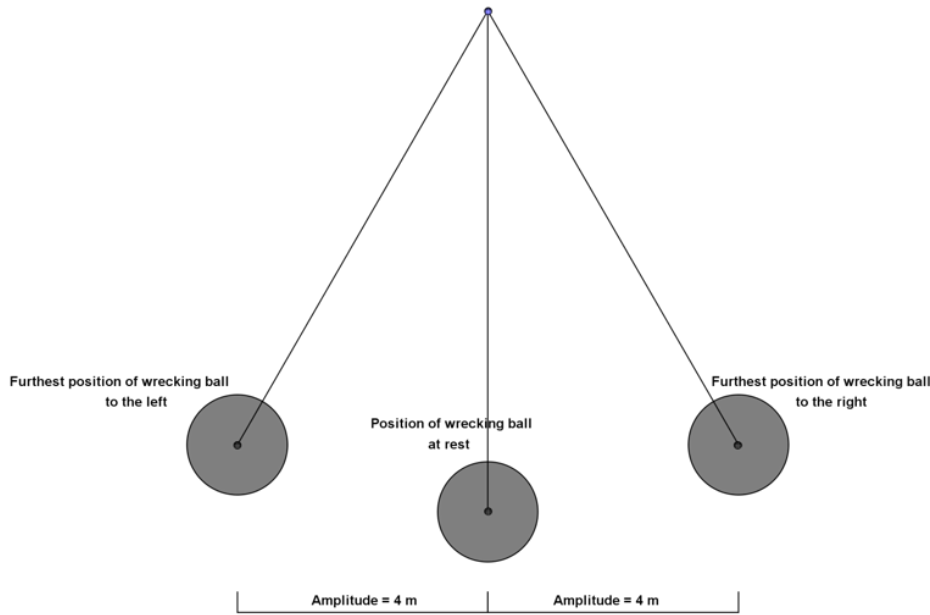 Furthest position of wrecking ball
to the left
Position of wrecking ball
at rest
Furthest position of wrecking ball
to the right
Amplitude = 4 m
Amplitude = 4 m